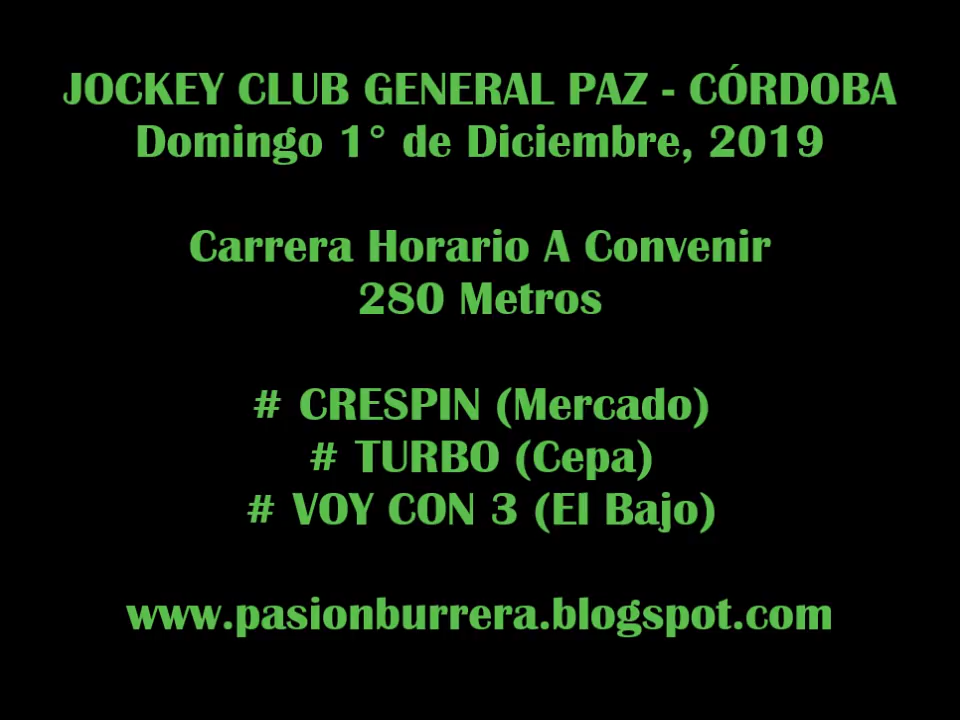 JOCKEY CLUB GENERAL PAZ - CÓRDOBA
Domingo 1° de Diciembre, 2019
Carrera Horario A Convenir
280 Metros
# CRESPIN (Mercado)
# TURBO (Cepa)
# VOY CON 3 (El Bajo)
www.pasionburrera.blogspot.com